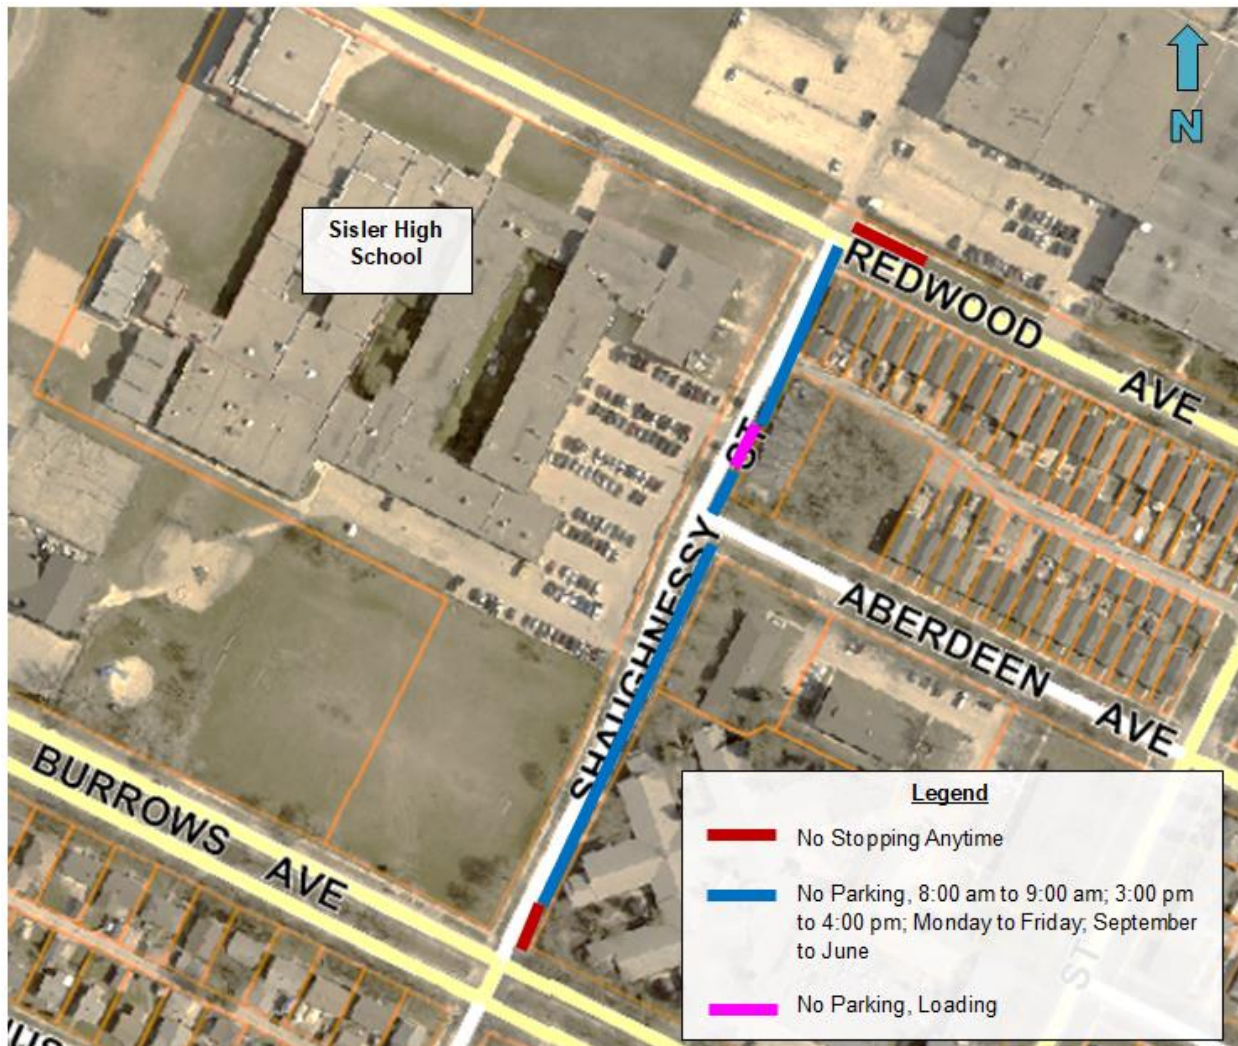 N
Sisler High
School
REDWOOD
AVE
ST
SHAUGHNESSY
ABERDEEN
AVE
BURROWS
AVE
Legend
No Stopping Anytime
No Parking, 8:00 am to 9:00 am; 3:00 pm
to 4:00 pm; Monday to Friday; September
to June
ST
No Parking, Loading